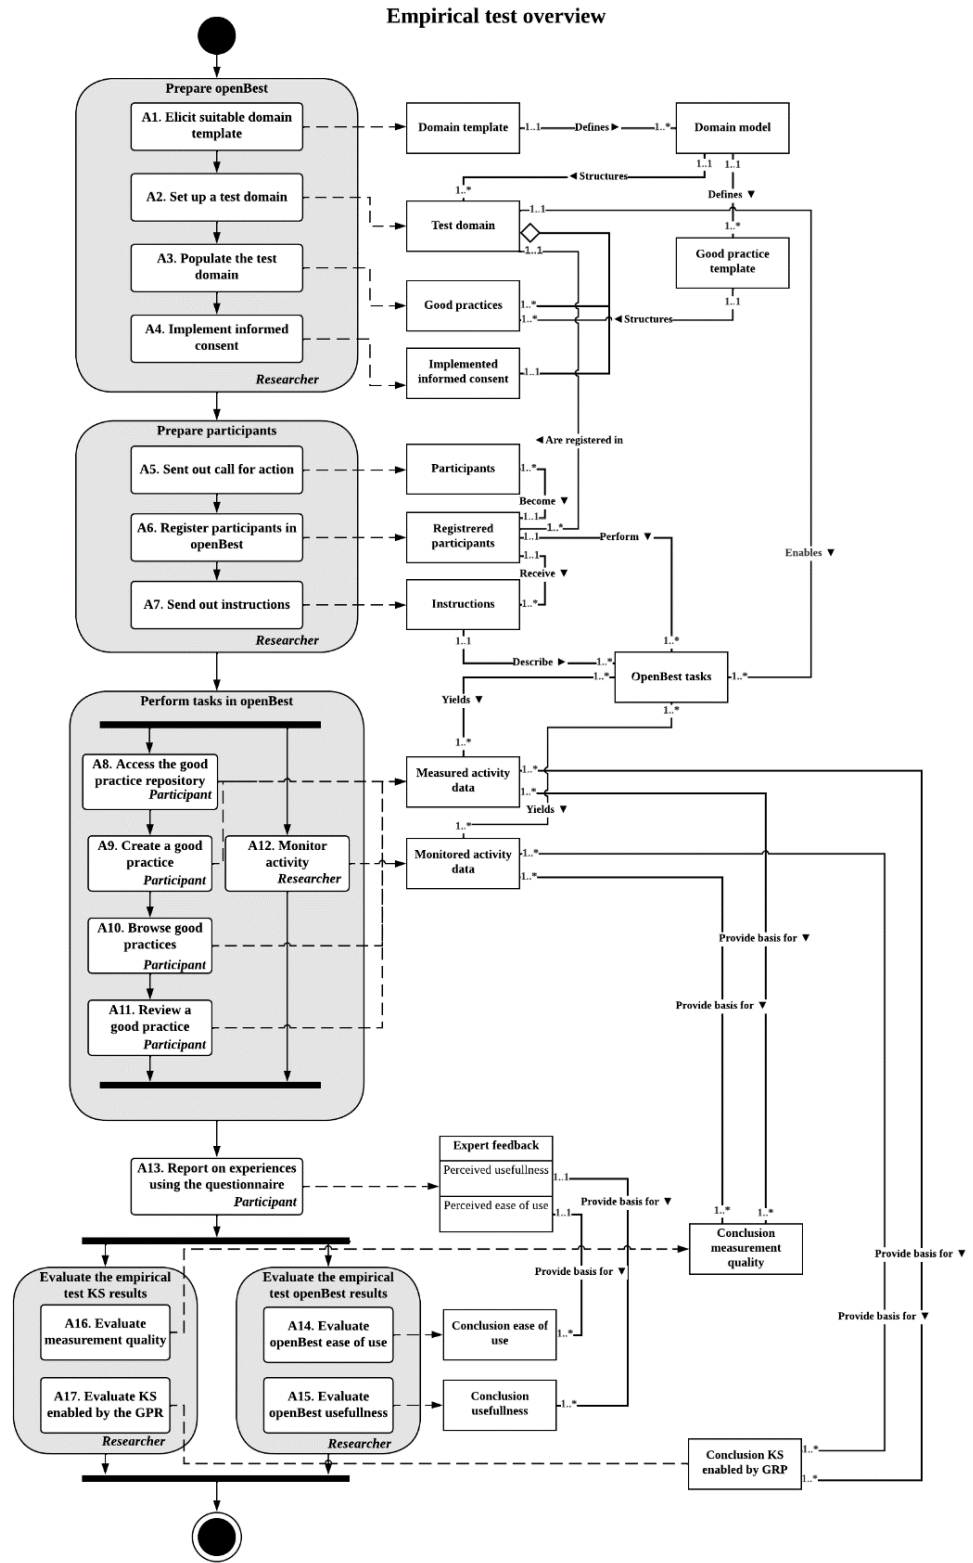 Empirical test overview
Prepare openBest
A1. Elicit suitable domain
template
A2. Set up a test domain
A3. Populate the test
domain
A4. Implement informed
consent
Researcher
Domain template
1..1
Defines ►
1..*
Domain model
1..1
1..1
◄ Structures
1..*
Defines ▼
1..*
Test domain
1..1
1..1
Good practice
template
1..1
Good practices
1..*
1..*
◄ Structures
Implemented
informed consent
1..1
Prepare participants
A5. Sent out call for action
A6. Register participants in
openBest
A7. Send out instructions
Researcher
◄ Are registered in
Participants
1..*
Become ▼
1..1
1..*
Registrered
participants
1..1
Perform ▼
1..1
Receive ▼
Enables ▼
Instructions
1..*
1..1
1..*
Describe ►
1..*
OpenBest tasks
1..*
1..*
1..*
Yields ▼
1..*
Perform tasks in openBest
A8. Access the good
practice repository
Participant
A9. Create a good
practice
Participant
A12. Monitor
activity
Researcher
A10. Browse good
practices
Participant
A11. Review a
good practice
Participant
Measured activity
data
1..*
1..*
Yields ▼
1..*
Monitored activity
data
1..*
1..*
Provide basis for ▼
Provide basis for ▼
A13. Report on experiences
using the questionnaire
Participant
Expert feedback
Perceived usefullness
1..1
Perceived ease of use
1..1
Provide basis for ▼
1..*
1..*
Conclusion
measurement
quality
Provide basis for ▼
Provide basis for ▼
Provide basis for ▼
Evaluate the empirical
test KS results
A16. Evaluate
measurement quality
A17. Evaluate KS
enabled by the GPR
Researcher
Evaluate the empirical
test openBest results
A14. Evaluate
openBest ease of use
A15. Evaluate
openBest usefullness
Researcher
Conclusion ease of
use
1..*
Conclusion
usefullness
1..*
Conclusion KS
enabled by GRP
1..*
1..*